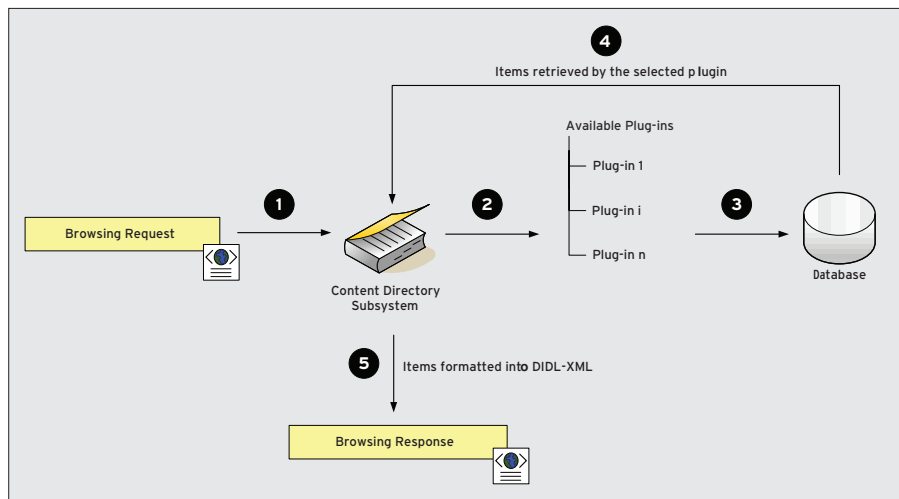 4
Items retrieved by the selected plugin
Available Plug-ins
Plug-in 1
1
2
3
Plug-in i
Browsing Request
Plug-in n
Database
Content Directory
Subsystem
5
Items formatted into DIDL-XML
Browsing Response